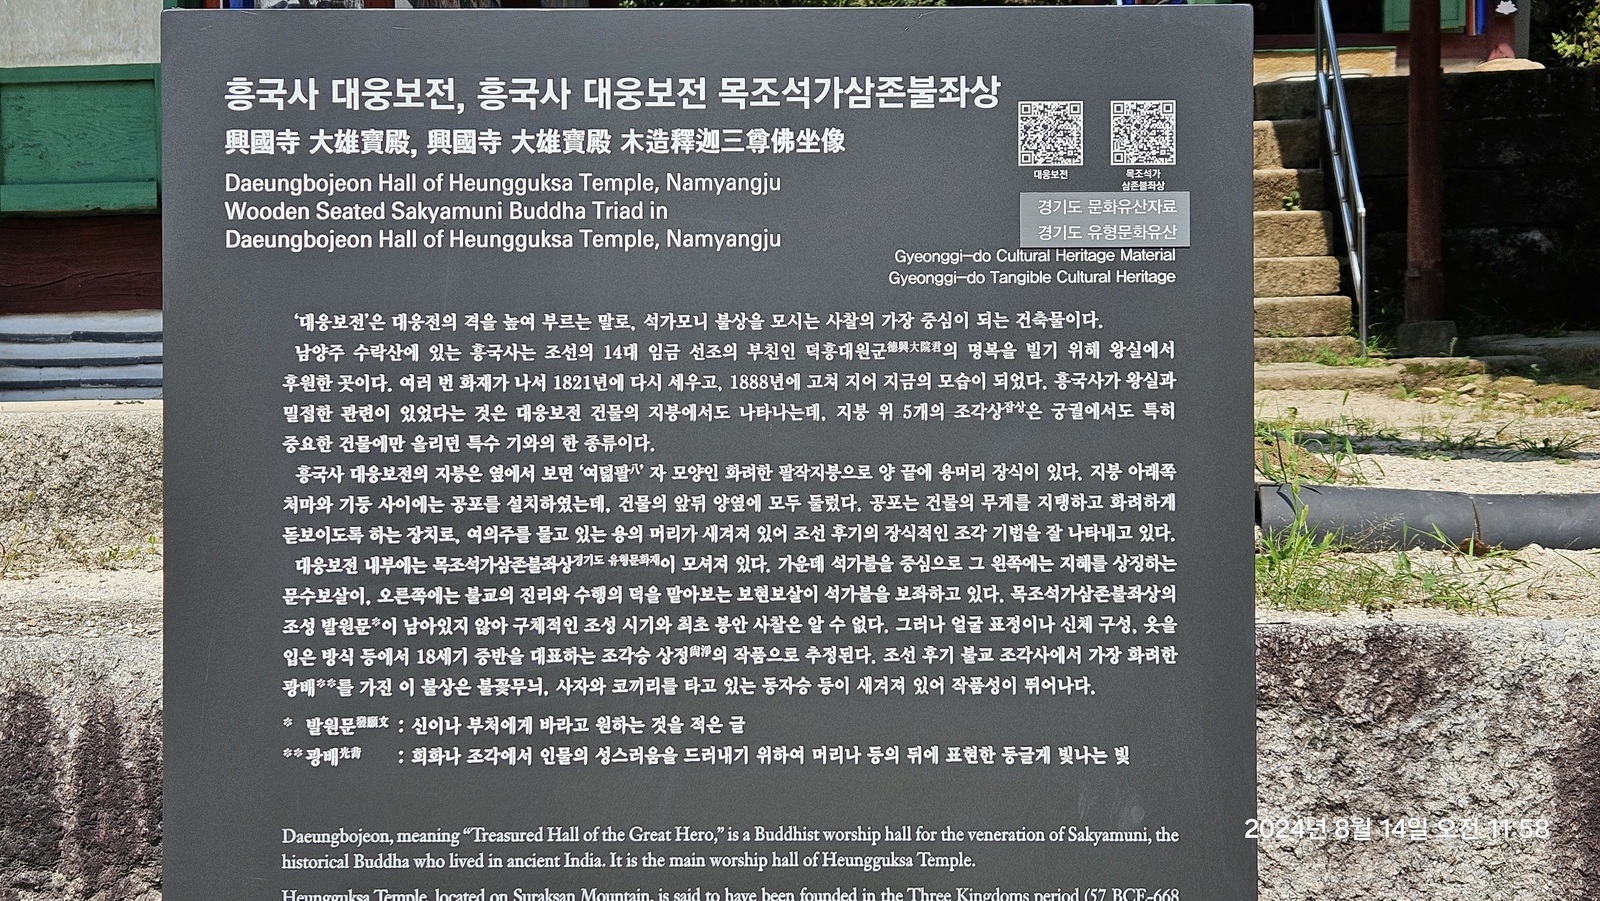 흥국사 대웅보전, 흥국사 대웅보전 목조석가삼존불좌상
興國寺 大雄寶殿, 興國寺 大雄寶殿 木造釋迦三尊佛坐像
Daeungbojeon Hall of Heungguksa Temple, Namyangju
Wooden Seated Sakyamuni Buddha Triad in
Daeungbojeon Hall of Heungguksa Temple, Namyangju
대웅보전
목조석가
삼존불좌상
경기도 문화유산자료
경기도 유형문화유산
Gyeonggi-do Cultural Heritage Material
Gyeonggi-do Tangible Cultural Heritage
‘대웅보전’은 대웅전의 격을 높여 부르는 말로, 석가모니 불상을 모시는 사찰의 가장 중심이 되는 건축물이다.
남양주 수락산에 있는 흥국사는 조선의 14대 임금 선조의 부친인 덕흥대원군德興大院君의 명복을 빌기 위해 왕실에서
후원한 곳이다. 여러 번 화재가 나서 1821년에 다시 세우고, 1888년에 고쳐 지어 지금의 모습이 되었다. 흥국사가 왕실과
밀접한 관련이 있었다는 것은 대웅보전 건물의 지붕에서도 나타나는데, 지붕 위 5개의 조각상잡상은 궁궐에서도 특히
중요한 건물에만 올리던 특수 기와의 한 종류이다.
흥국사 대웅보전의 지붕은 옆에서 보면 ‘여덟팔八’ 자 모양인 화려한 팔작지붕으로 양 끝에 용머리 장식이 있다. 지붕 아래쪽
처마와 기둥 사이에는 공포를 설치하였는데, 건물의 앞뒤 양옆에 모두 둘렀다. 공포는 건물의 무게를 지탱하고 화려하게
돋보이도록 하는 장치로, 여의주를 물고 있는 용의 머리가 새겨져 있어 조선 후기의 장식적인 조각 기법을 잘 나타내고 있다.
대웅보전 내부에는 목조석가삼존불좌상경기도 유형문화재이 모셔져 있다. 가운데 석가불을 중심으로 그 왼쪽에는 지혜를 상징하는
문수보살이, 오른쪽에는 불교의 진리와 수행의 덕을 맡아보는 보현보살이 석가불을 보좌하고 있다. 목조석가삼존불좌상의
조성 발원문*이 남아있지 않아 구체적인 조성 시기와 최초 봉안 사찰은 알 수 없다. 그러나 얼굴 표정이나 신체 구성, 옷을
입은 방식 등에서 18세기 중반을 대표하는 조각승 상정尙淨의 작품으로 추정된다. 조선 후기 불교 조각사에서 가장 화려한
광배**를 가진 이 불상은 불꽃무늬, 사자와 코끼리를 타고 있는 동자승 등이 새겨져 있어 작품성이 뛰어나다.
* 발원문發願文 : 신이나 부처에게 바라고 원하는 것을 적은 글
** 광배光背 : 회화나 조각에서 인물의 성스러움을 드러내기 위하여 머리나 등의 뒤에 표현한 둥글게 빛나는 빛
Daeungbojeon, meaning “Treasured Hall of the Great Hero,” is a Buddhist worship hall for the veneration of Sakyamuni, the
historical Buddha who lived in ancient India. It is the main worship hall of Heungguksa Temple.
Heungguksa Temple, located on Suraksan Mountain, is said to have been founded in the Three Kingdoms period (57 BCE-668
2024년 8월 14일 오전 11:58